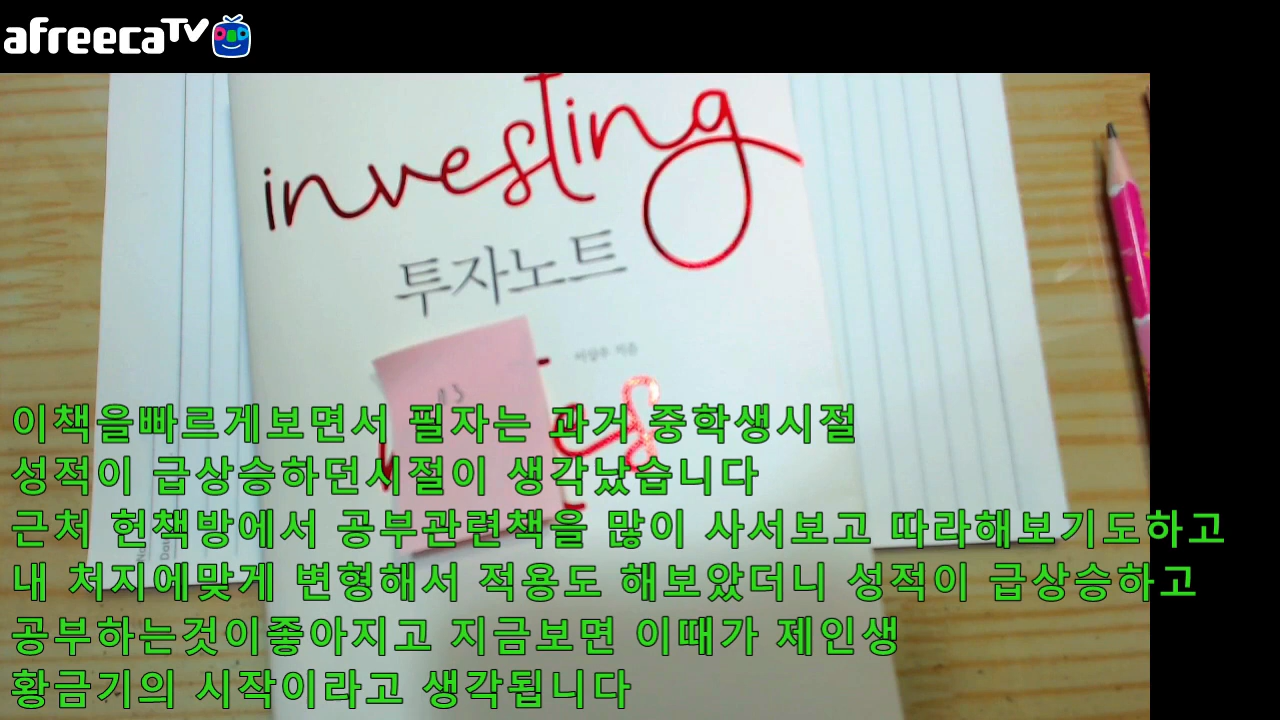 afreecaTV
investing
투자노트
지음
es
이책을빠르게보면서 필자는 과거 중학생시절
성적이 급상승하던시절이 생각났습니다
근처 헌책방에서 공부관련책을 많이 사서보고 따라해보기도하고
내 처지에맞게 변형해서 적용도 해보았더니 성적이 급상승하고
공부하는것이좋아지고 지금보면 이때가 제인생
황금기의 시작이라고 생각됩니다